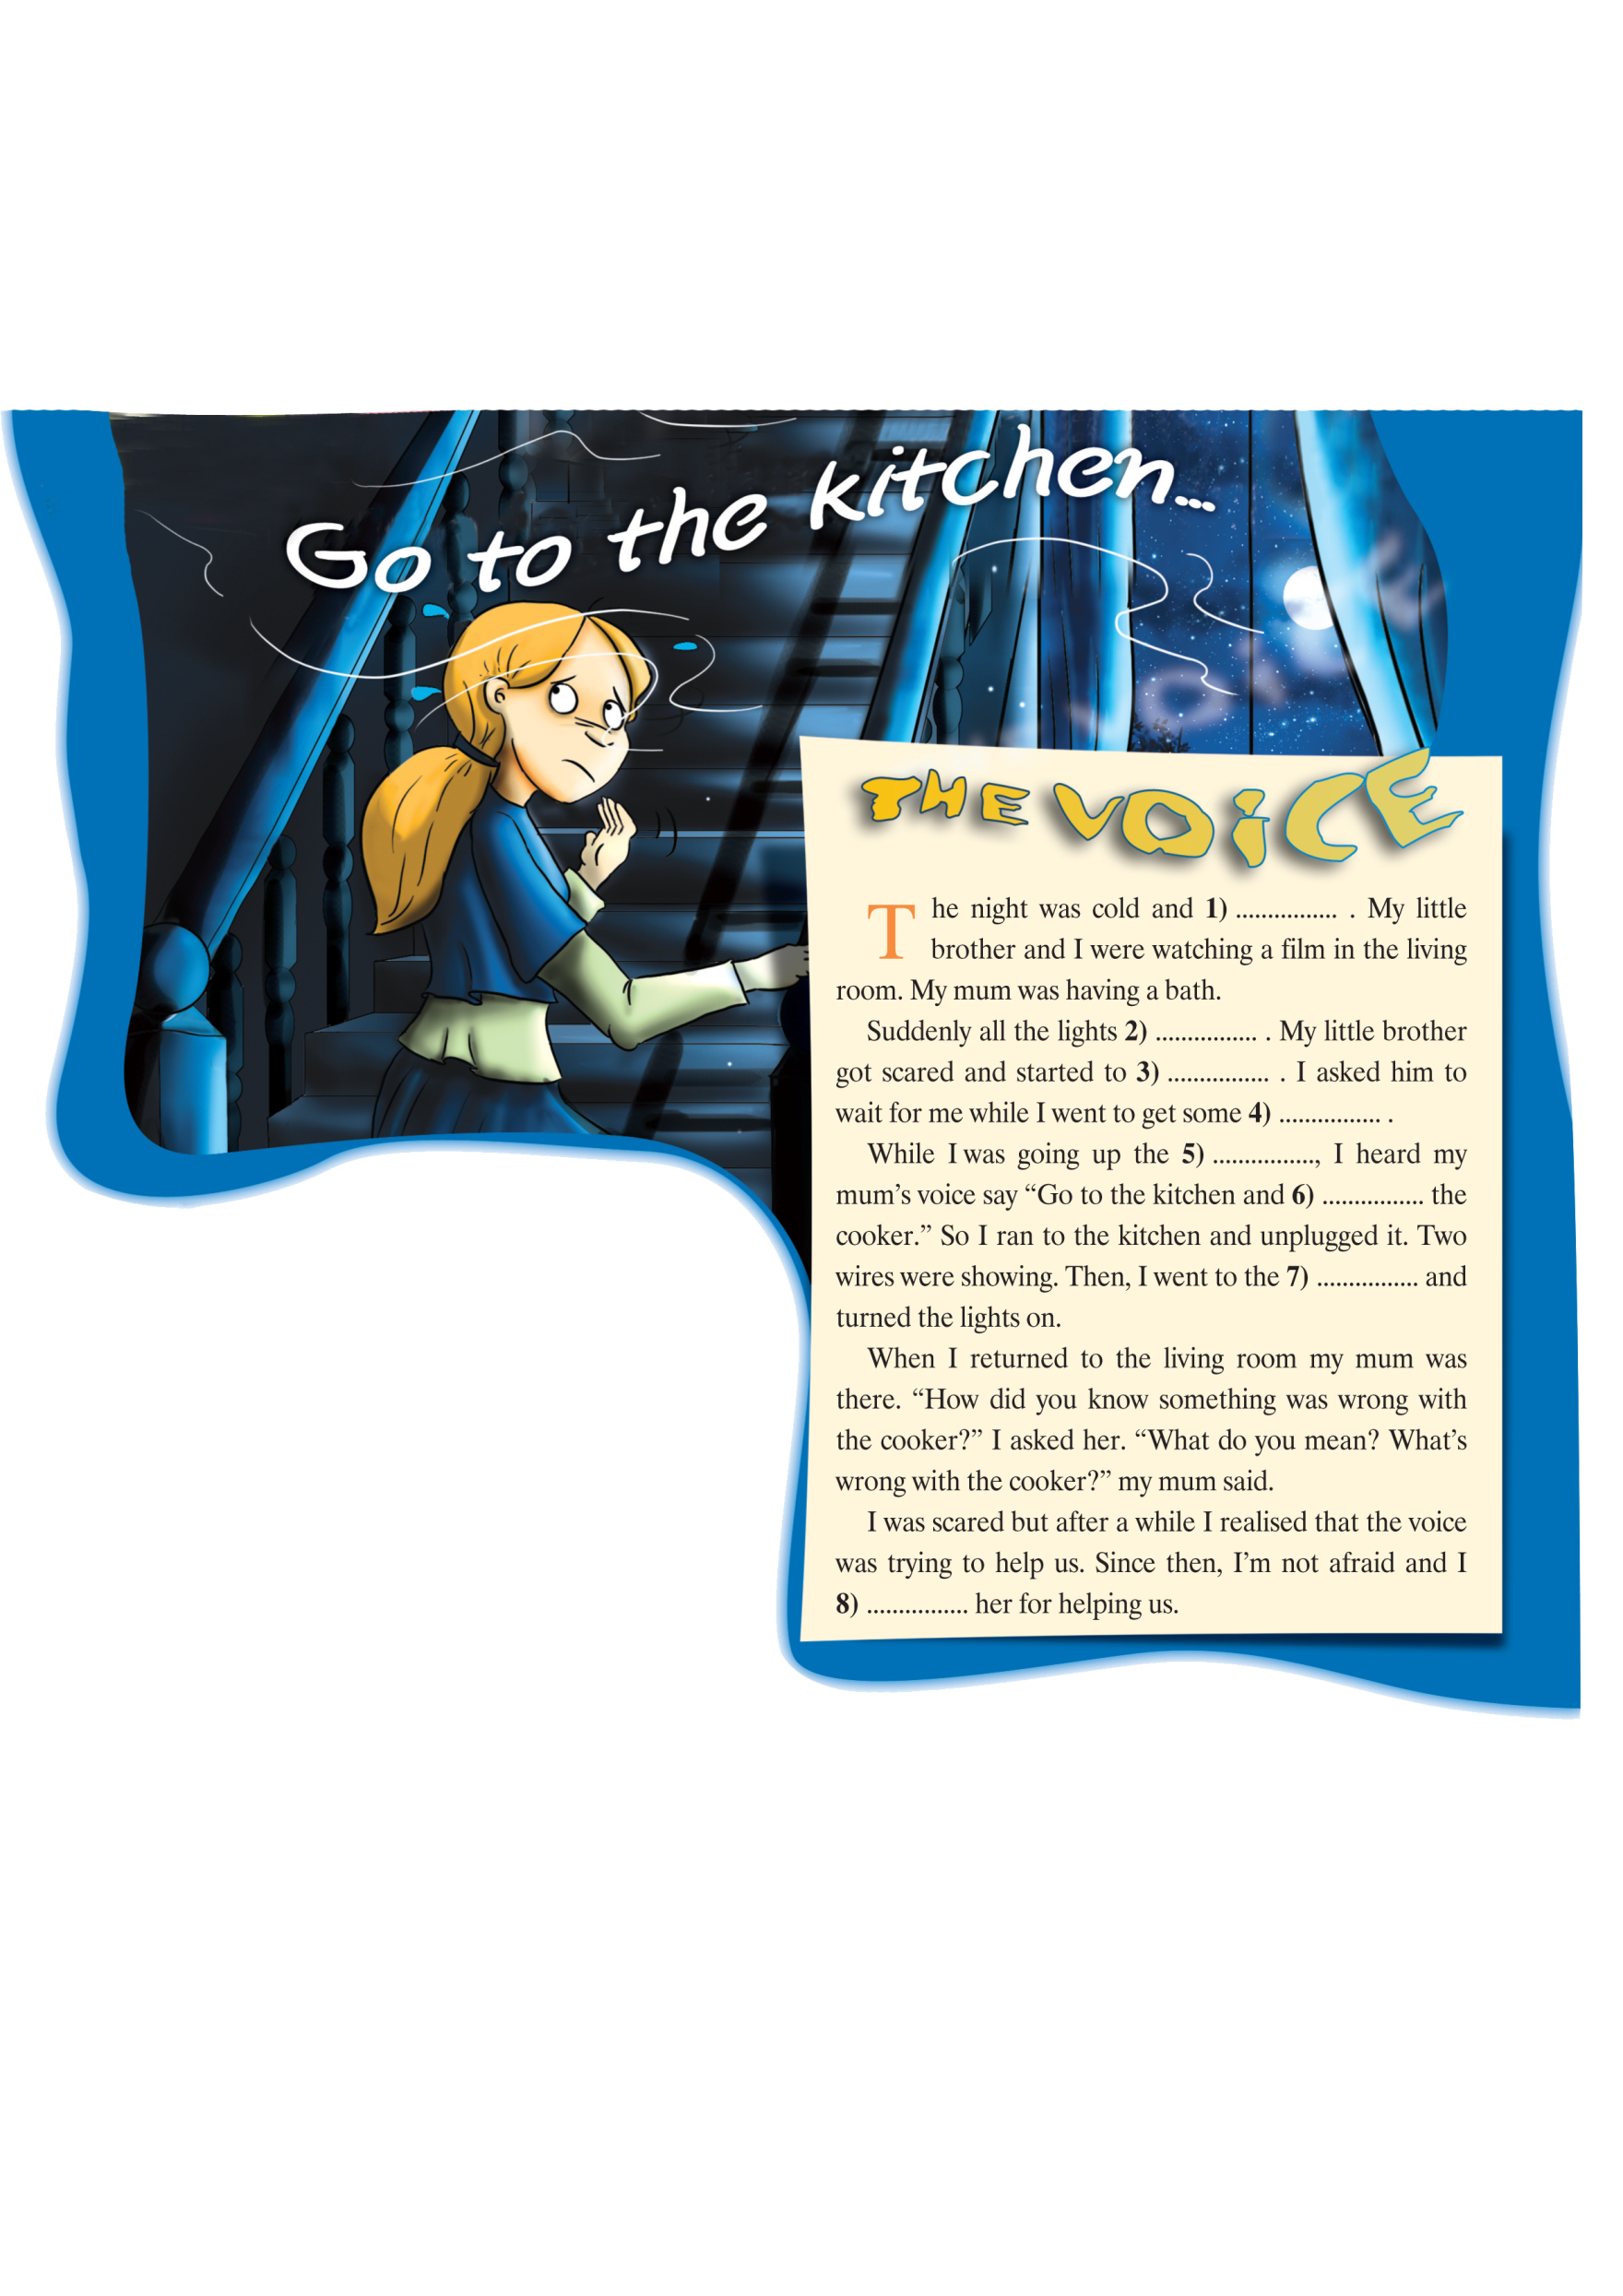 Go to the kitchen...
THE VOICE
The night was cold and 1) ................ . My little
brother and I were watching a film in the living
room. My mum was having a bath.
Suddenly all the lights 2) ................ . My little brother
got scared and started to 3) ................ . I asked him to
wait for me while I went to get some 4) ................ .
While I was going up the 5) ................, I heard my
mum’s voice say “Go to the kitchen and 6) ................ the
cooker.” So I ran to the kitchen and unplugged it. Two
wires were showing. Then, I went to the 7) ................ and
turned the lights on.
When I returned to the living room my mum was
there. “How did you know something was wrong with
the cooker?” I asked her. “What do you mean? What’s
wrong with the cooker?” my mum said.
I was scared but after a while I realised that the voice
was trying to help us. Since then, I’m not afraid and I
8) ................ her for helping us.